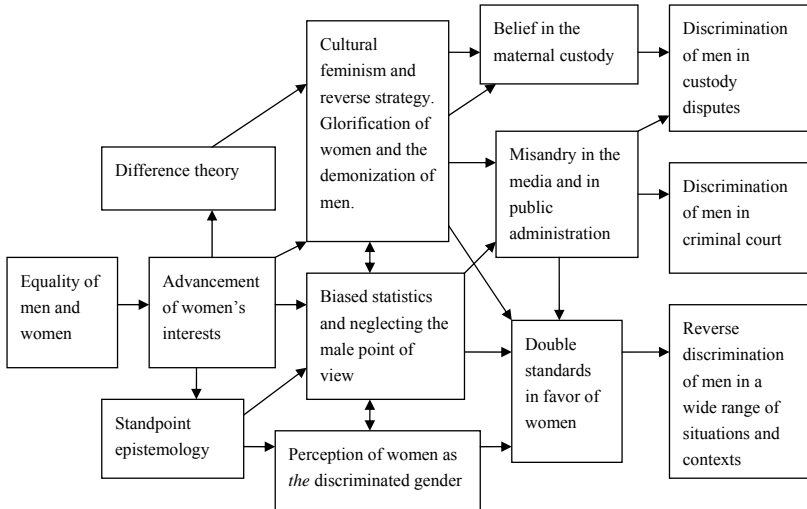 Cultural
feminism and
reverse strategy.
Glorification of
women and the
demonization of
men.
Belief in the
maternal custody
Discrimination
of men in
custody
disputes
Difference theory
Misandry in the
media and in
public
administration
Discrimination
of men in
criminal court
Equality of
men and
women
Advancement
of women’s
interests
Biased statistics
and neglecting the
male point of
view
Double
standards
in favor of
women
Reverse
discrimination
of men in a
wide range of
situations and
contexts
Standpoint
epistemology
Perception of women as
the discriminated gender